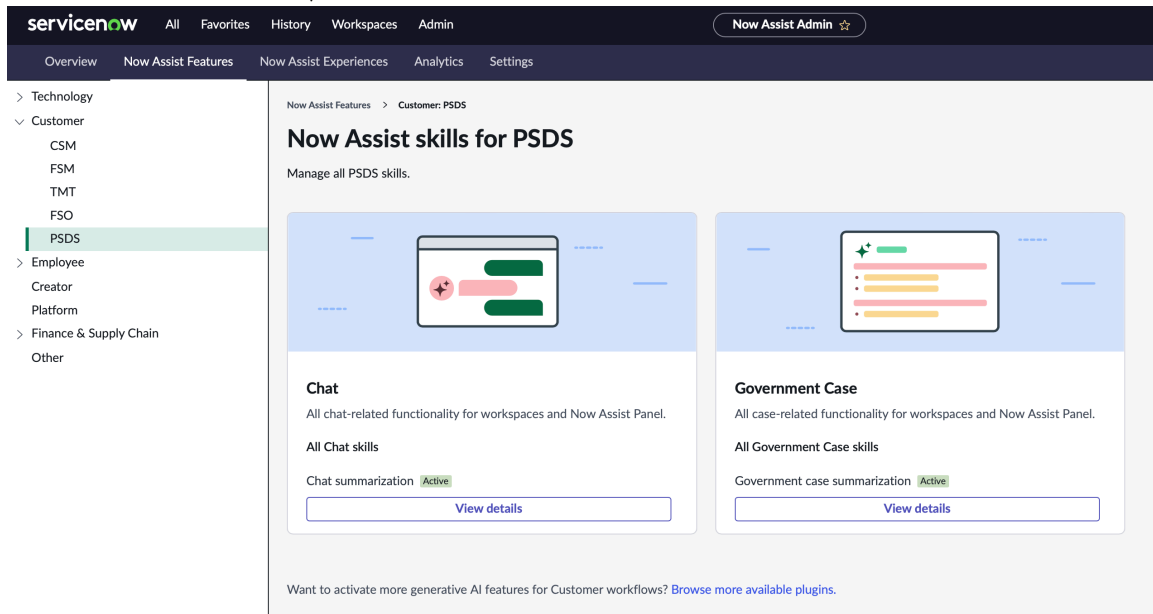 servicenow All Favorites History Workspaces Admin Now Assist Admin
Overview Now Assist Features Now Assist Experiences Analytics Settings
Technology
Customer
CSM
FSM
TMT
FSO
PSDS
Employee
Creator
Platform
Finance & Supply Chain
Other
Now Assist Features > Customer: PSDS
Now Assist skills for PSDS
Manage all PSDS skills.
Chat
All chat-related functionality for workspaces and Now Assist Panel.
All Chat skills
Chat summarization Active
View details
Government Case
All case-related functionality for workspaces and Now Assist Panel.
All Government Case skills
Government case summarization Active
View details
Want to activate more generative AI features for Customer workflows? Browse more available plugins.